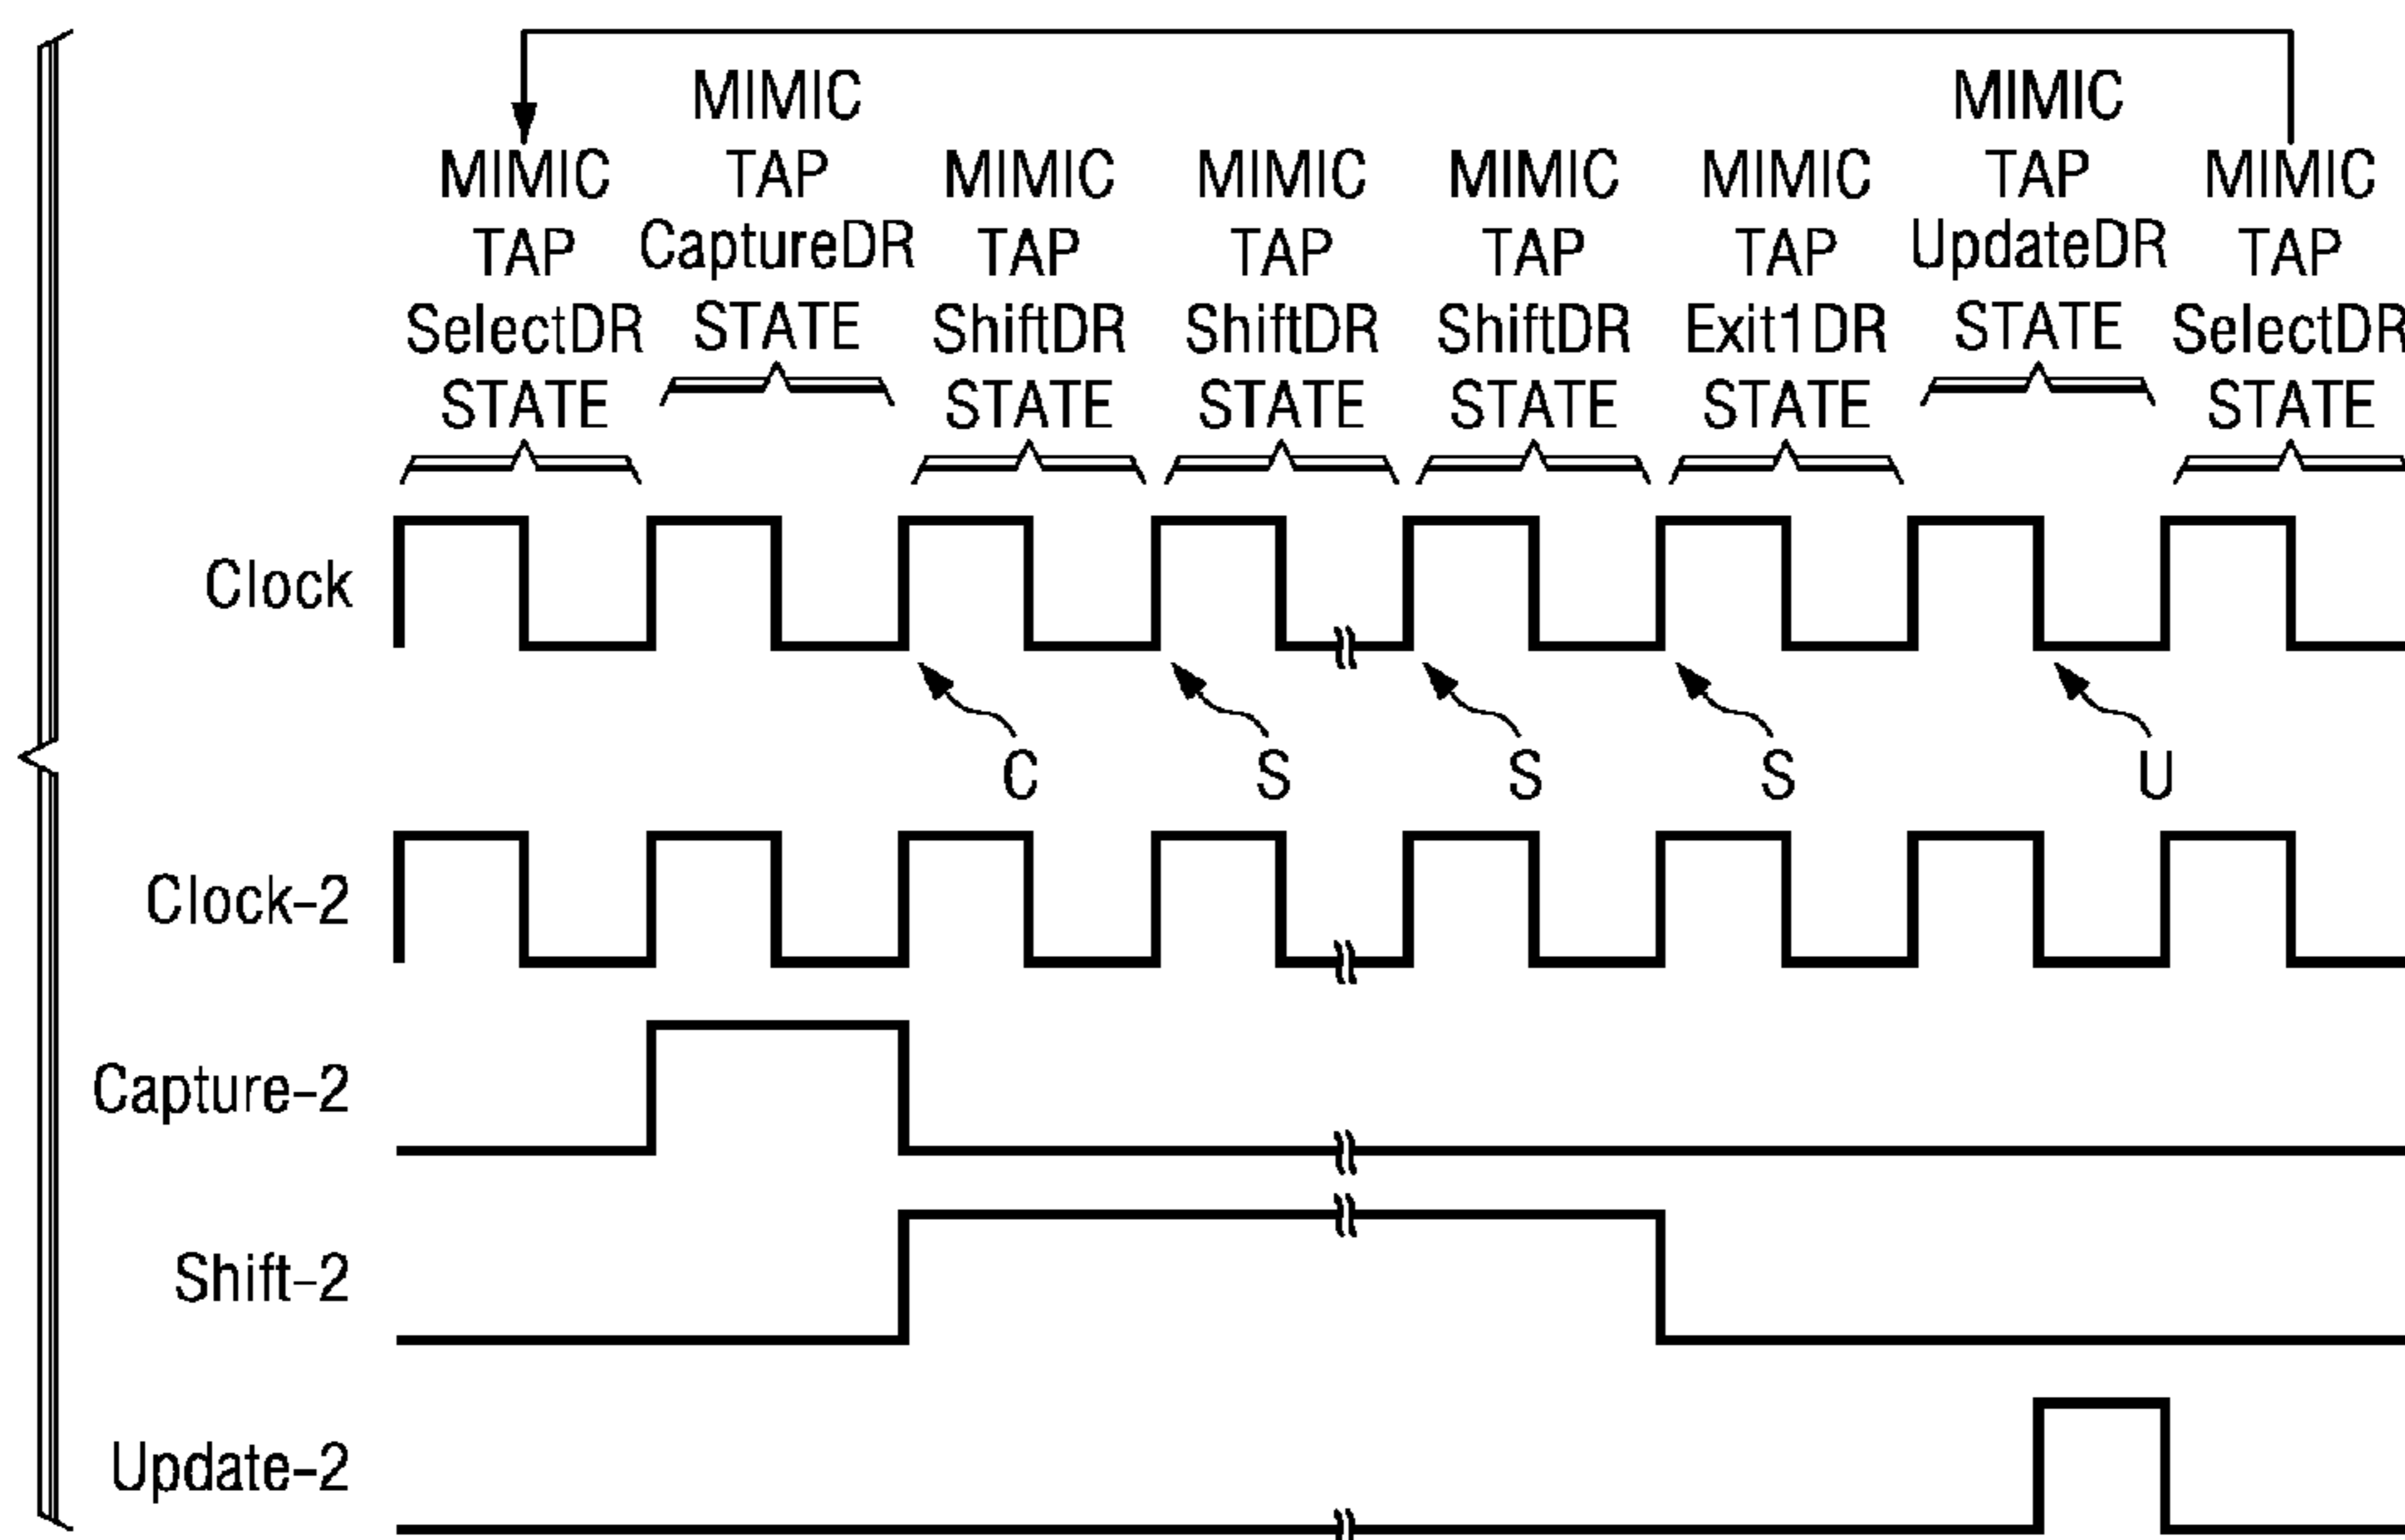 MIMIC
TAP
SelectDR
STATE
MIMIC
TAP
CaptureDR
STATE
MIMIC
TAP
ShiftDR
STATE
MIMIC
TAP
ShiftDR
STATE
MIMIC
TAP
ShiftDR
STATE
MIMIC
TAP
Exit1DR
STATE
MIMIC
TAP
UpdateDR
STATE
MIMIC
TAP
SelectDR
STATE
Clock
C
S
S
S
U
Clock-2
Capture-2
Shift-2
Update-2